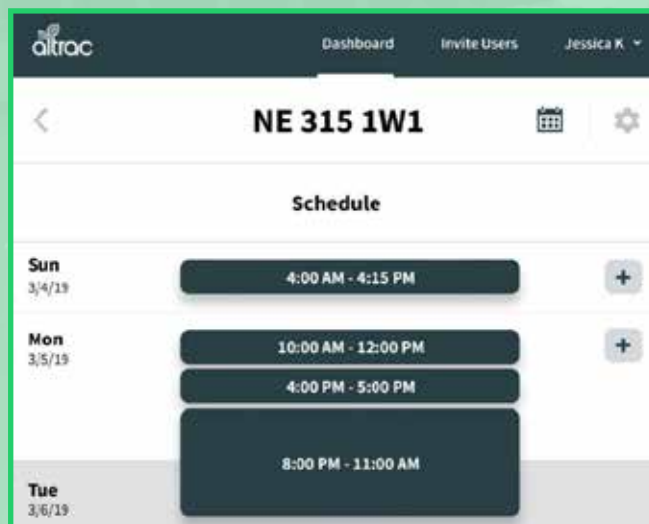 altrac
Dashboard Invite Users Jessica K
NE 315 1W1
Schedule
Sun
3/4/19
4:00 AM - 4:15 PM
+
Mon
3/5/19
10:00 AM - 12:00 PM
+
4:00 PM - 5:00 PM
8:00 PM - 11:00 AM
Tue
3/6/19